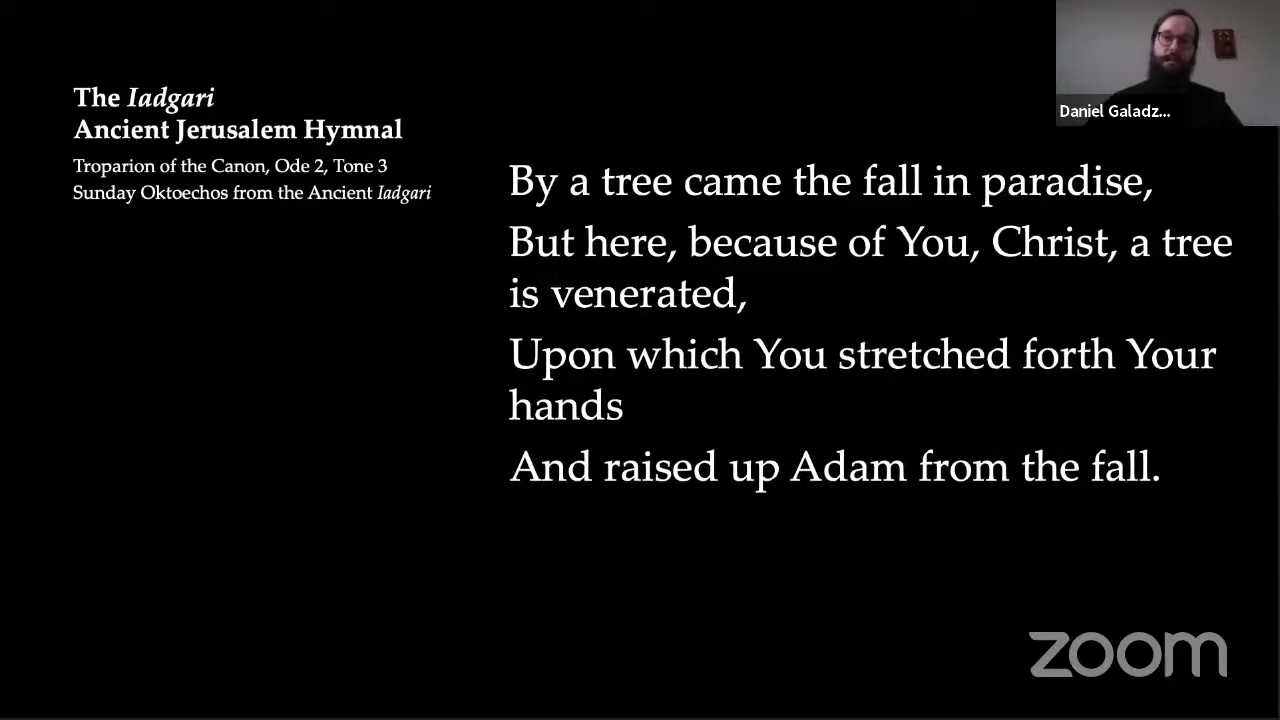 The Iadgari
Ancient Jerusalem Hymnal
Troparion of the Canon, Ode 2, Tone 3
Sunday Oktoechos from the Ancient Iadgari
By a tree came the fall in paradise,
But here, because of You, Christ, a tree
is venerated,
Upon which You stretched forth Your
hands
And raised up Adam from the fall.
Daniel Galadz...
zoom